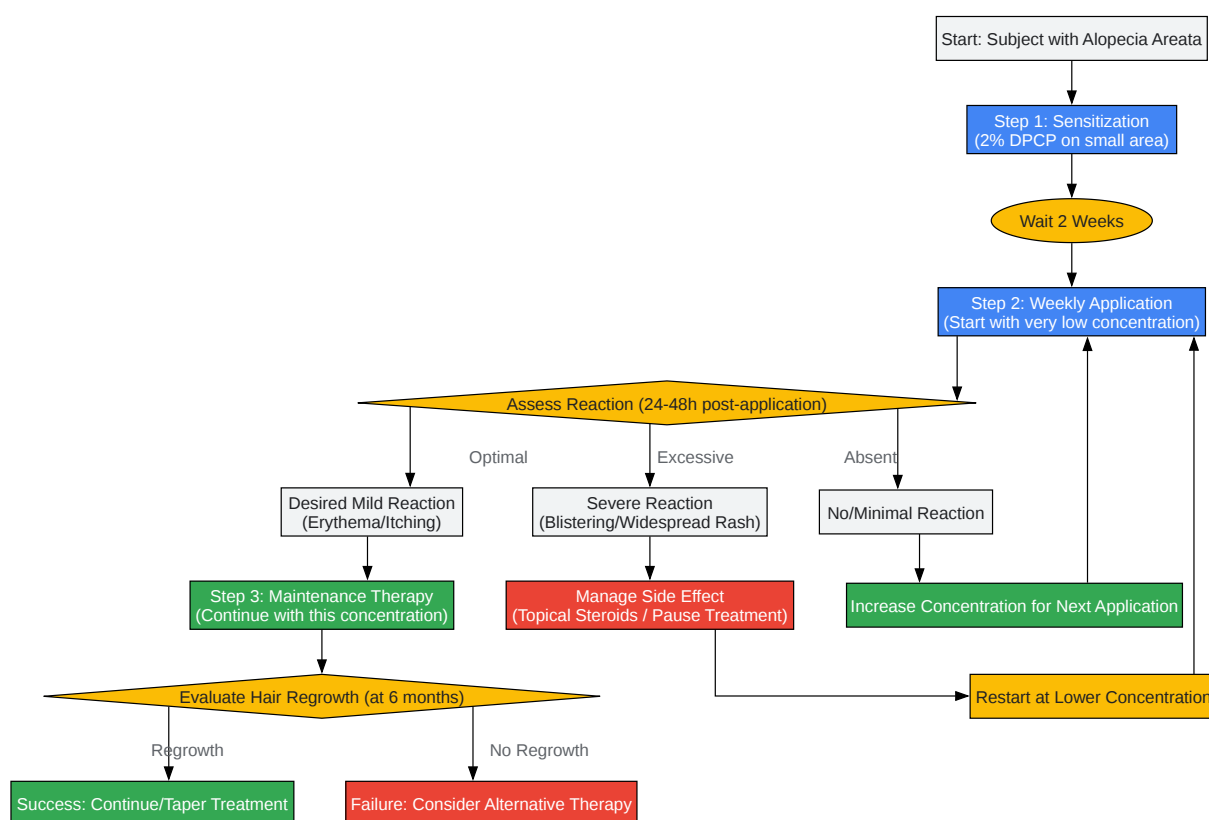 Start: Subject with Alopecia Areata
Step 1: Sensitization
(2% DPCP on small area)
Wait 2 Weeks
Step 2: Weekly Application
(Start with very low concentration)
Assess Reaction (24-48h post-application)
Optimal
Excessive
Absent
Desired Mild Reaction
(Erythema/Itching)
Severe Reaction
(Blistering/Widespread Rash)
No/Minimal Reaction
Step 3: Maintenance Therapy
(Continue with this concentration)
Manage Side Effect
(Topical Steroids / Pause Treatment)
Increase Concentration for Next Application
Evaluate Hair Regrowth (at 6 months)
Restart at Lower Concentration
Regrowth
No Regrowth
Success: Continue/Taper Treatment
Failure: Consider Alternative Therapy